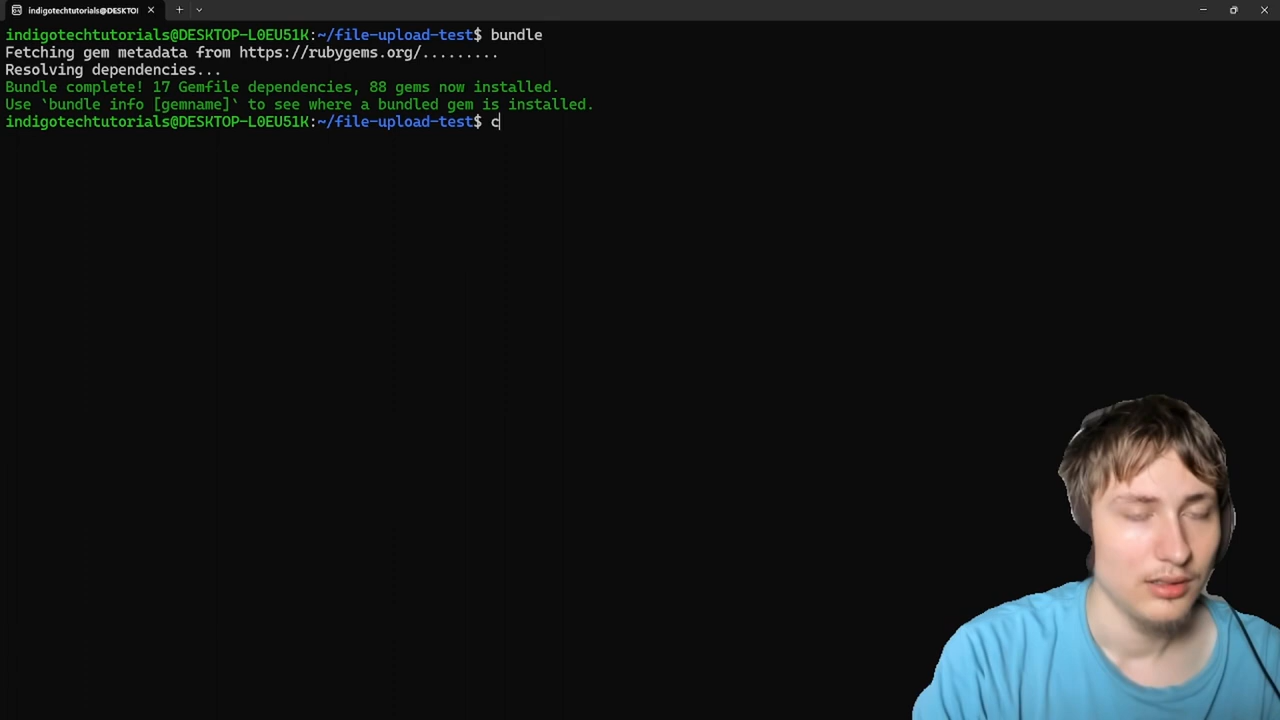 indigotechtutorials@DESKTO!
indigotechtutorials@DESKTOP-L0EU51K:~/file-upload-test$ bundle
Fetching gem metadata from https://rubygems.org/.........
Resolving dependencies...
Bundle complete! 17 Gemfile dependencies, 88 gems now installed.
Use `bundle info [gemname]` to see where a bundled gem is installed.
indigotechtutorials@DESKTOP-L0EU51K:~/file-upload-test$ c